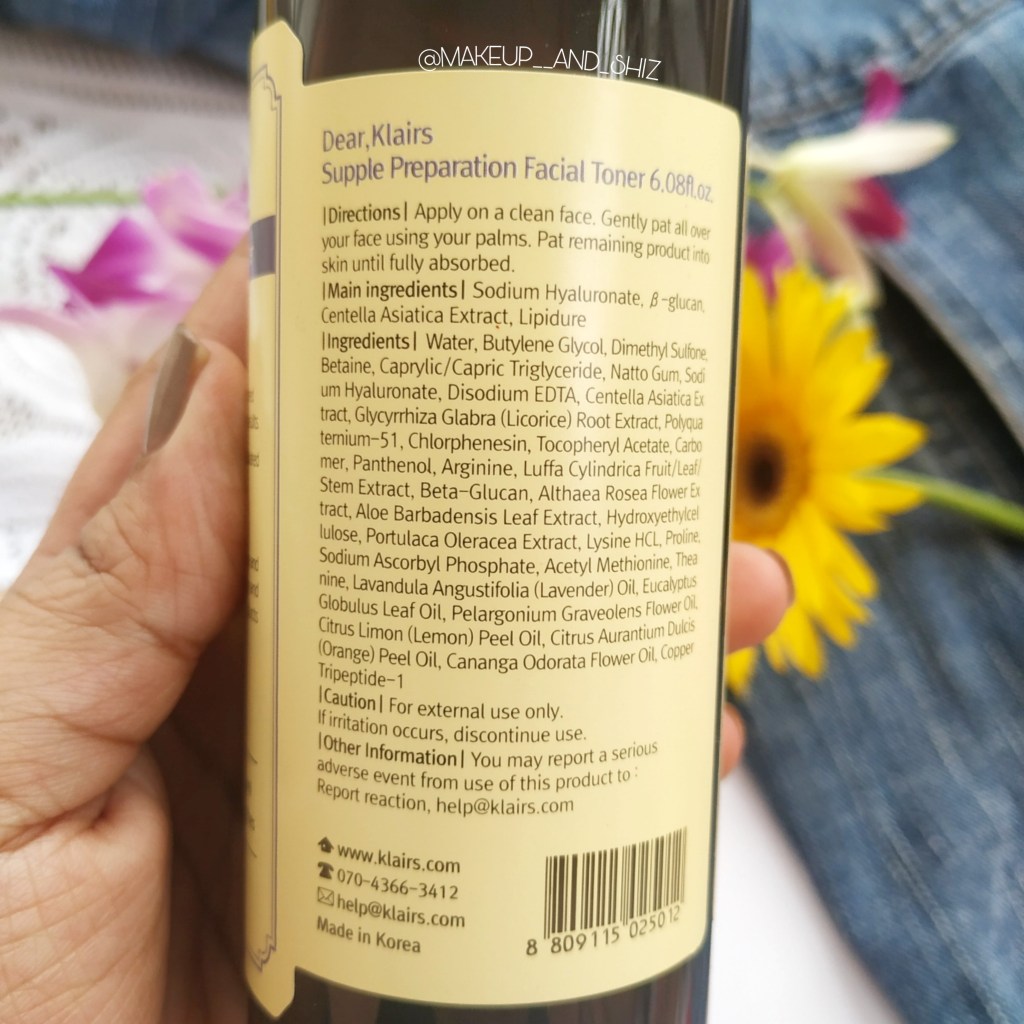 @MAKEUP__AND_SHIZ
Dear,Klairs
Supple Preparation Facial Toner 6.08fl.oz.
|Directions| Apply on a clean face. Gently pat all over
your face using your palms. Pat remaining product into
skin until fully absorbed.
|Main ingredients| Sodium Hyaluronate, β-glucan,
Centella Asiatica Extract, Lipidure
|Ingredients| Water, Butylene Glycol, Dimethyl Sulfone,
Betaine, Caprylic/Capric Triglyceride, Natto Gum, Sodi
um Hyaluronate, Disodium EDTA, Centella Asiatica Ex
tract, Glycyrrhiza Glabra (Licorice) Root Extract, Polyqua
ternium-51, Chlorphenesin, Tocopheryl Acetate, Carbo
mer, Panthenol, Arginine, Luffa Cylindrica Fruit/Leaf/
Stem Extract, Beta-Glucan, Althaea Rosea Flower Ex
tract, Aloe Barbadensis Leaf Extract, Hydroxyethylcel
lulose, Portulaca Oleracea Extract, Lysine HCL, Proline,
Sodium Ascorbyl Phosphate, Acetyl Methionine, Thea
nine, Lavandula Angustifolia (Lavender) Oil, Eucalyptus
Globulus Leaf Oil, Pelargonium Graveolens Flower Oil,
Citrus Limon (Lemon) Peel Oil, Citrus Aurantium Dulcis
(Orange) Peel Oil, Cananga Odorata Flower Oil, Copper
Tripeptide-1
|Caution| For external use only.
If irritation occurs, discontinue use.
|Other Information| You may report a serious
adverse event from use of this product to :
Report reaction, help@klairs.com
www.klairs.com
070-4366-3412
help@klairs.com
Made in Korea
8 809115 025012